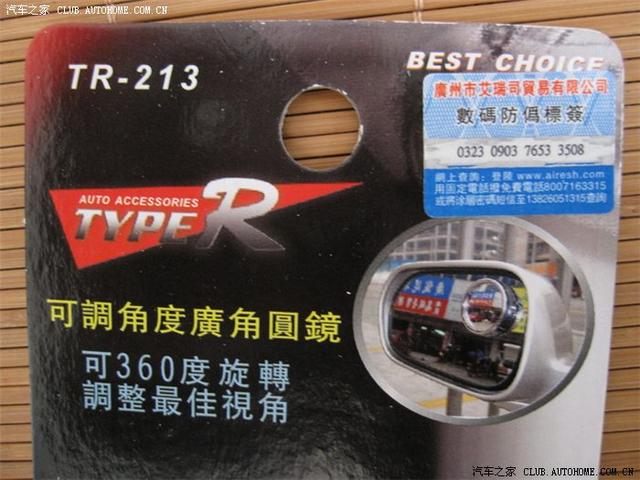 汽车之家 CLUB.AUTOHOME.COM.CN
TR-213
BEST CHOICE
廣州市艾瑞司貿易有限公司
數碼防僞標簽
0323 0903 7653 3508
網上查詢：登陸 www.airesh.com
用固定電話撥免費電話8007163315
或將涂層密碼短信至13826051315查詢
AUTO ACCESSORIES
TYPE R
可調角度廣角圓鏡
可360度旋轉
調整最佳視角
汽车之家 CLUB.AUTOHOME.COM.CN